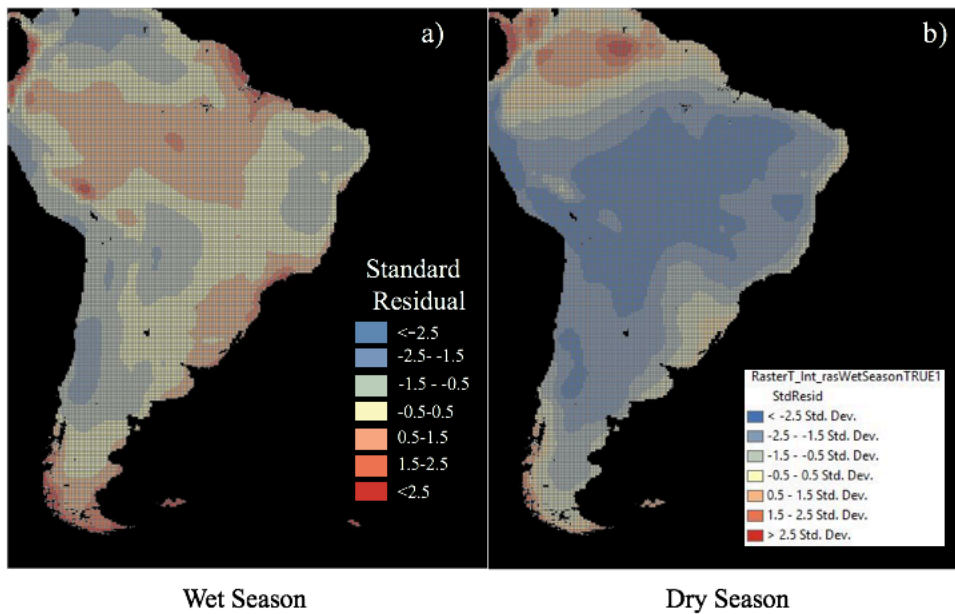 a)
b)
Standard
Residual
<-2.5
-2.5- -1.5
-1.5 - -0.5
-0.5-0.5
0.5-1.5
1.5-2.5
<2.5
RasterT_Int_rasWetSeasonTRUE1
StdResid
< -2.5 Std. Dev.
-2.5 - -1.5 Std. Dev.
-1.5 - -0.5 Std. Dev.
-0.5 - 0.5 Std. Dev.
0.5 - 1.5 Std. Dev.
1.5 - 2.5 Std. Dev.
> 2.5 Std. Dev.
Wet Season
Dry Season